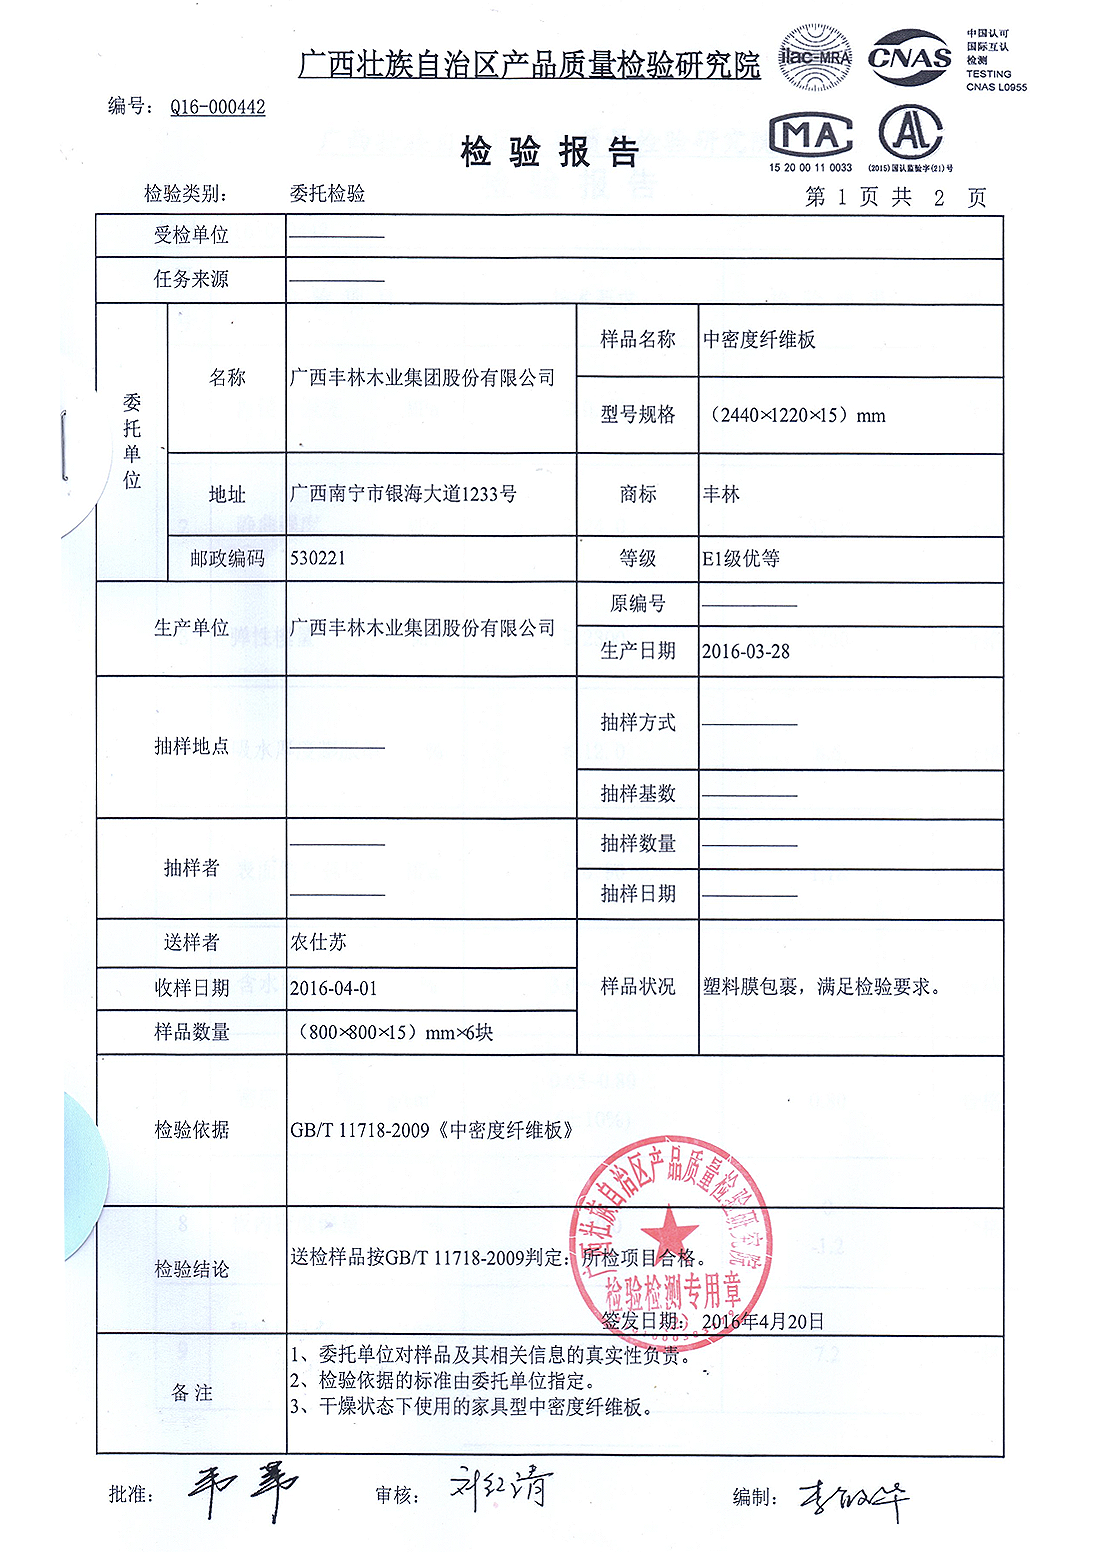 广西壮族自治区产品质量检验研究院
ilac-MRA
CNAS
中国认可
国际互认
检测
TESTING
CNAS L0955
编号： Q16-000442
MA
AL
15 20 00 11 0033
(2015)国认监验字(21)号
检验报告
检验类别： 委托检验
第 1 页 共 2 页
受检单位 ————
任务来源 ————
委托单位
名称 广西丰林木业集团股份有限公司
样品名称 中密度纤维板
型号规格 （2440×1220×15）mm
地址 广西南宁市银海大道1233号
商标 丰林
邮政编码 530221
等级 E1级优等
生产单位 广西丰林木业集团股份有限公司
原编号 ————
生产日期 2016-03-28
抽样地点 ————
抽样方式 ————
抽样基数 ————
抽样者 ————
————
抽样数量 ————
抽样日期 ————
送样者 农仕苏
收样日期 2016-04-01
样品数量 （800×800×15）mm×6块
样品状况 塑料膜包裹，满足检验要求。
检验依据 GB/T 11718-2009《中密度纤维板》
检验结论 送检样品按GB/T 11718-2009判定：所检项目合格。
签发日期： 2016年4月20日
广西壮族自治区产品质量检验研究院
检验检测专用章
备注
1、委托单位对样品及其相关信息的真实性负责。
2、检验依据的标准由委托单位指定。
3、干燥状态下使用的家具型中密度纤维板。
批准：
审核： 刘红清
编制：